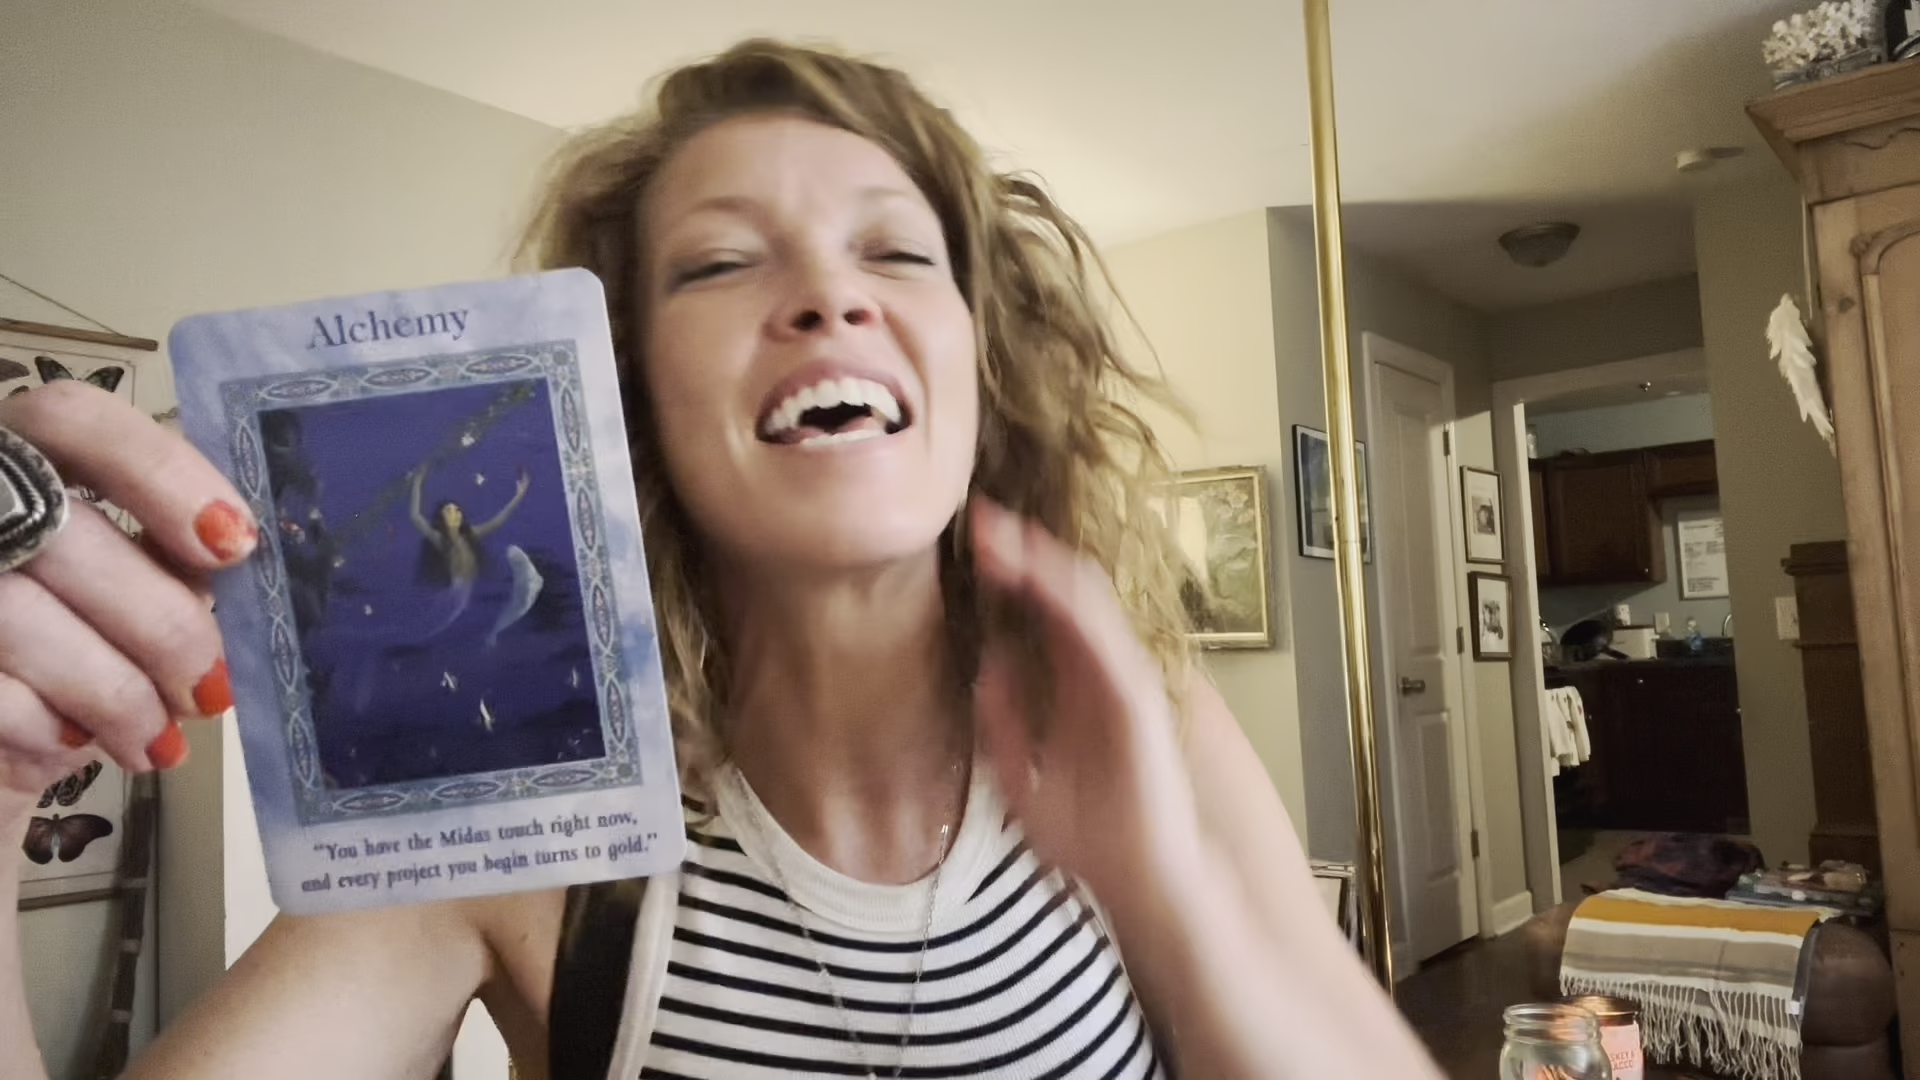 Alchemy
"You have the Midas touch right now,
and every project you begin turns to gold."